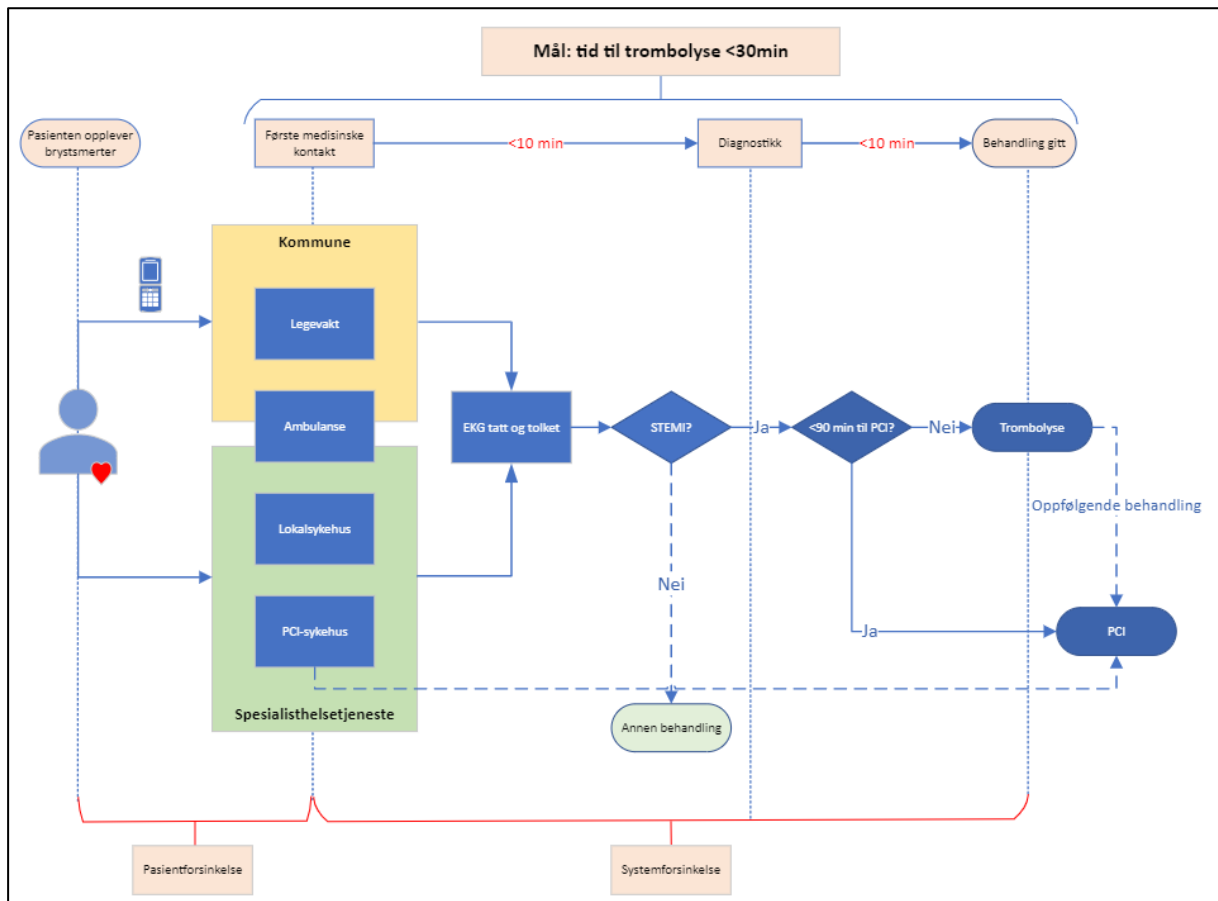 Mål: tid til trombolyse <30min
Pasienten opplever
brystsmerter
Første medisinske
kontakt
<10 min
Diagnostikk
<10 min
Behandling gitt
Kommune
Legevakt
Ambulanse
EKG tatt og tolket
STEMI?
Ja
<90 min til PCI?
Nei
Trombolyse
Lokalsykehus
Oppfølgende behandling
Nei
PCI-sykehus
Ja
PCI
Spesialisthelsetjeneste
Annen behandling
Pasientforsinkelse
Systemforsinkelse